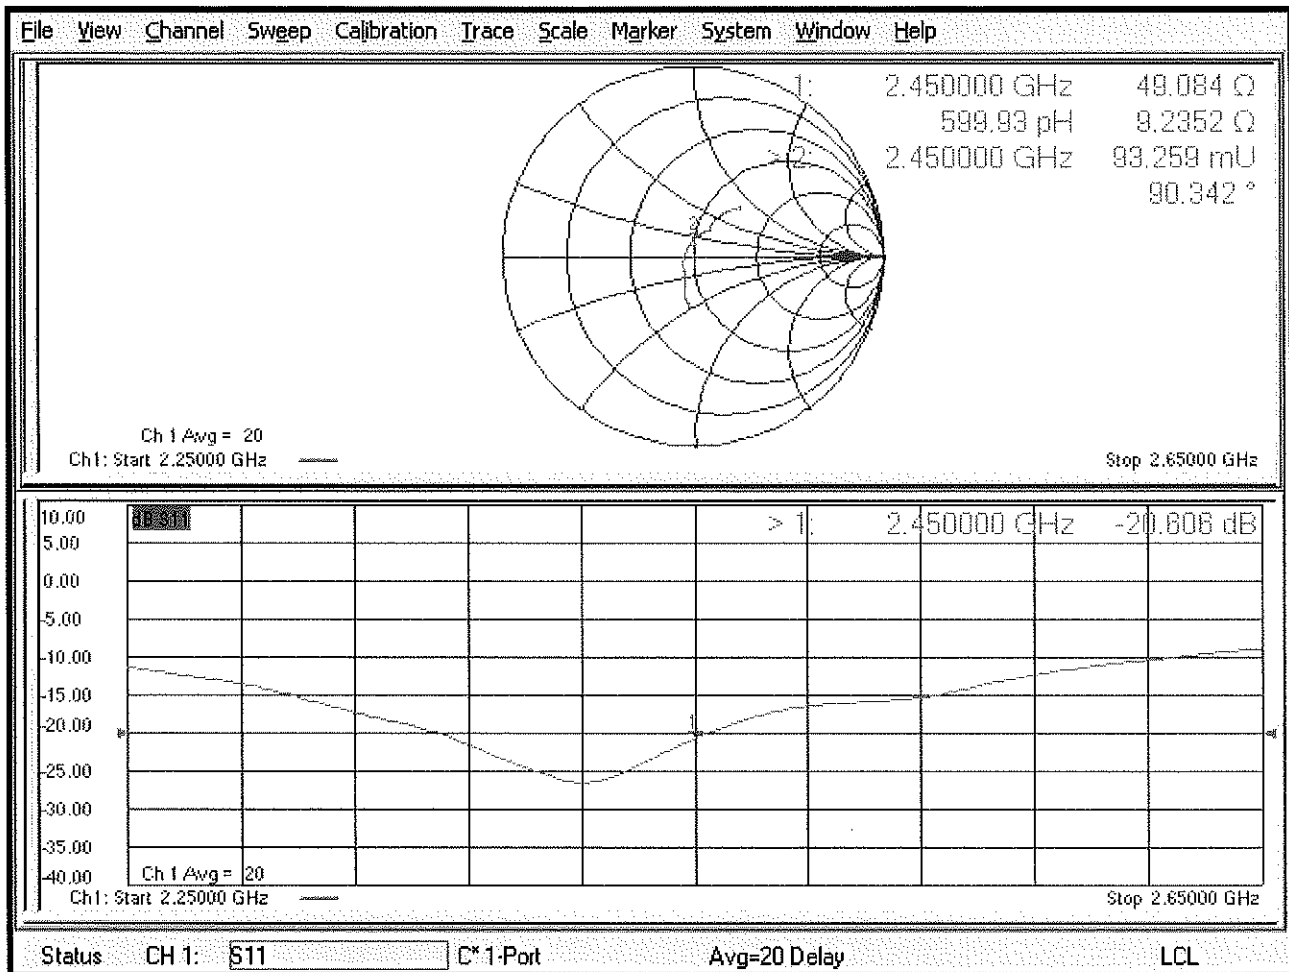 File View Channel Sweep Calibration Trace Scale Marker System Window Help
1: 2.450000 GHz 49.084 Ω
599.93 pH 9.2352 Ω
> 2: 2.450000 GHz 93.259 mU
90.342 °
2
Ch 1 Avg = 20
Ch1: Start 2.25000 GHz Stop 2.65000 GHz
10.00 dB S11 > 1: 2.450000 GHz -20.606 dB
5.00
0.00
-5.00
-10.00
-15.00
-20.00 1
-25.00
-30.00
-35.00
-40.00 Ch 1 Avg = 20
Ch1: Start 2.25000 GHz Stop 2.65000 GHz
Status CH 1: S11 C* 1-Port Avg=20 Delay LCL